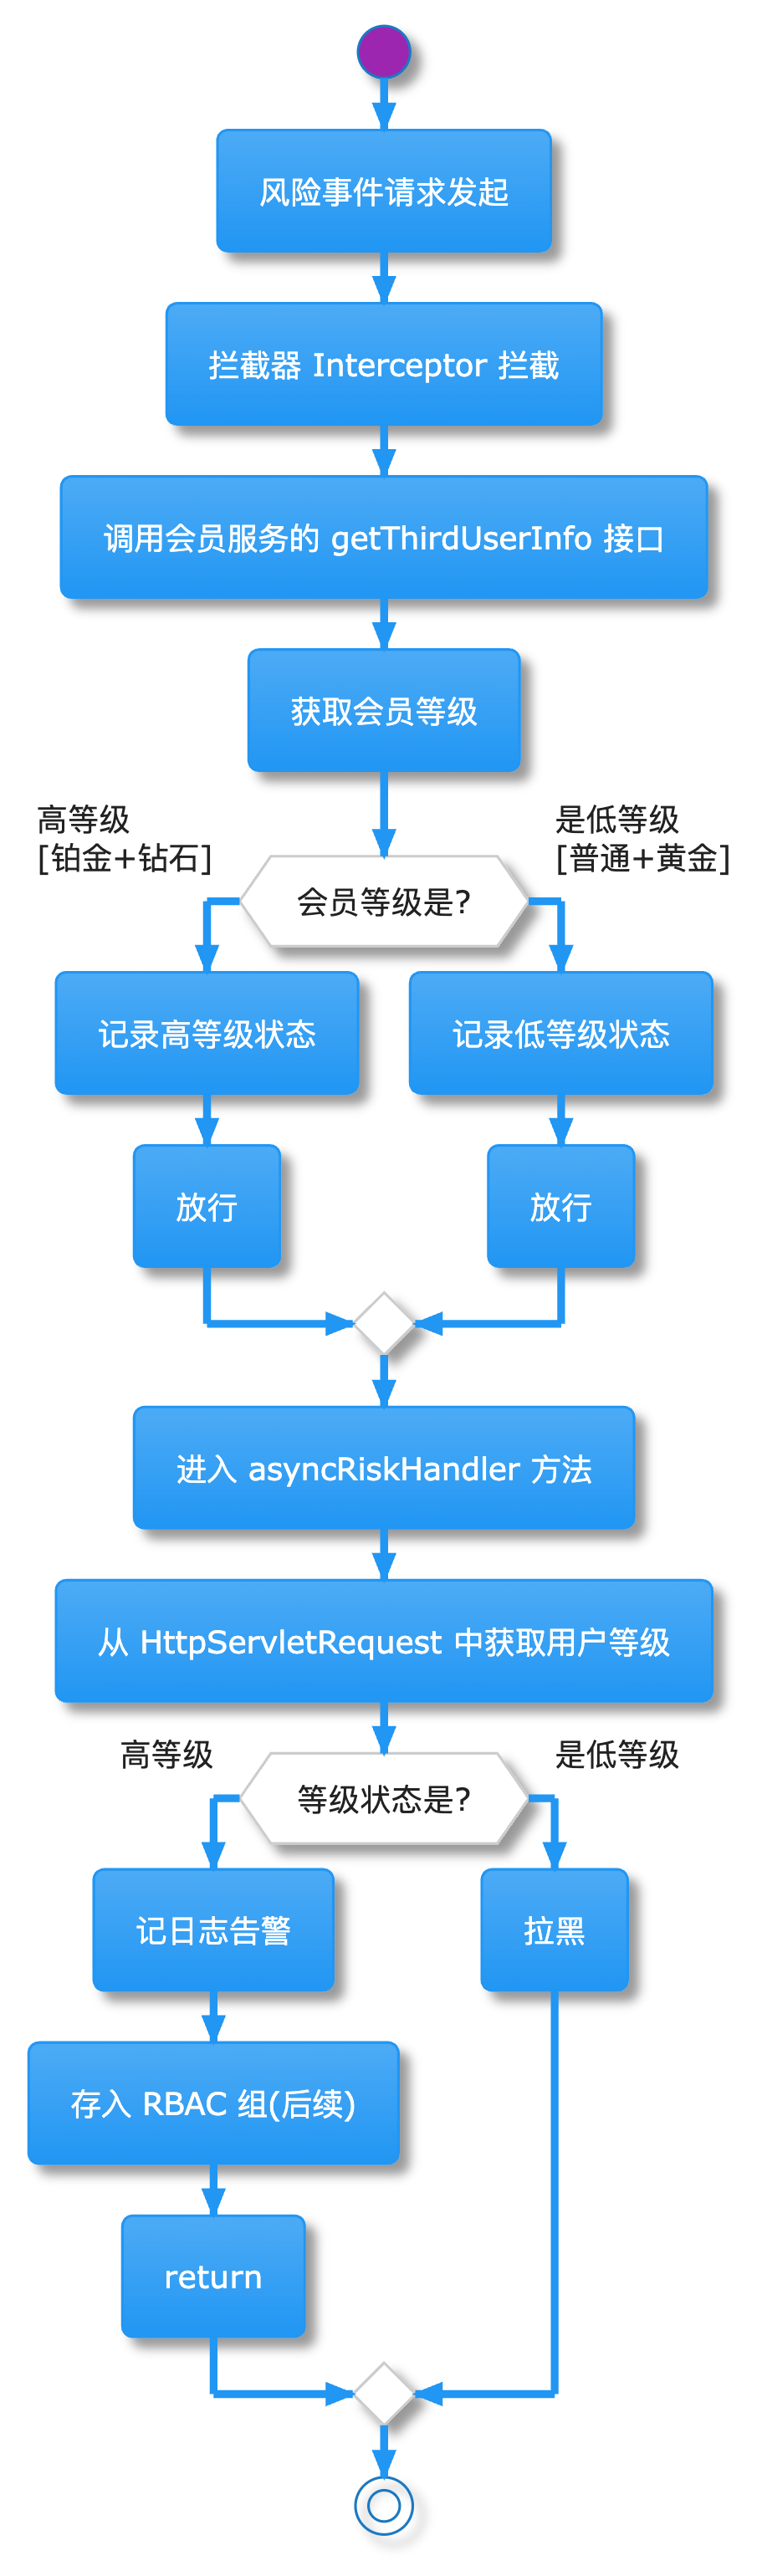 风险事件请求发起
拦截器 Interceptor 拦截
调用会员服务的 getThirdUserInfo 接口
获取会员等级
高等级
[铂金+钻石]
是低等级
[普通+黄金]
会员等级是?
记录高等级状态
记录低等级状态
放行
放行
进入 asyncRiskHandler 方法
从 HttpServletRequest 中获取用户等级
高等级
是低等级
等级状态是?
记日志告警
拉黑
存入 RBAC 组(后续)
return